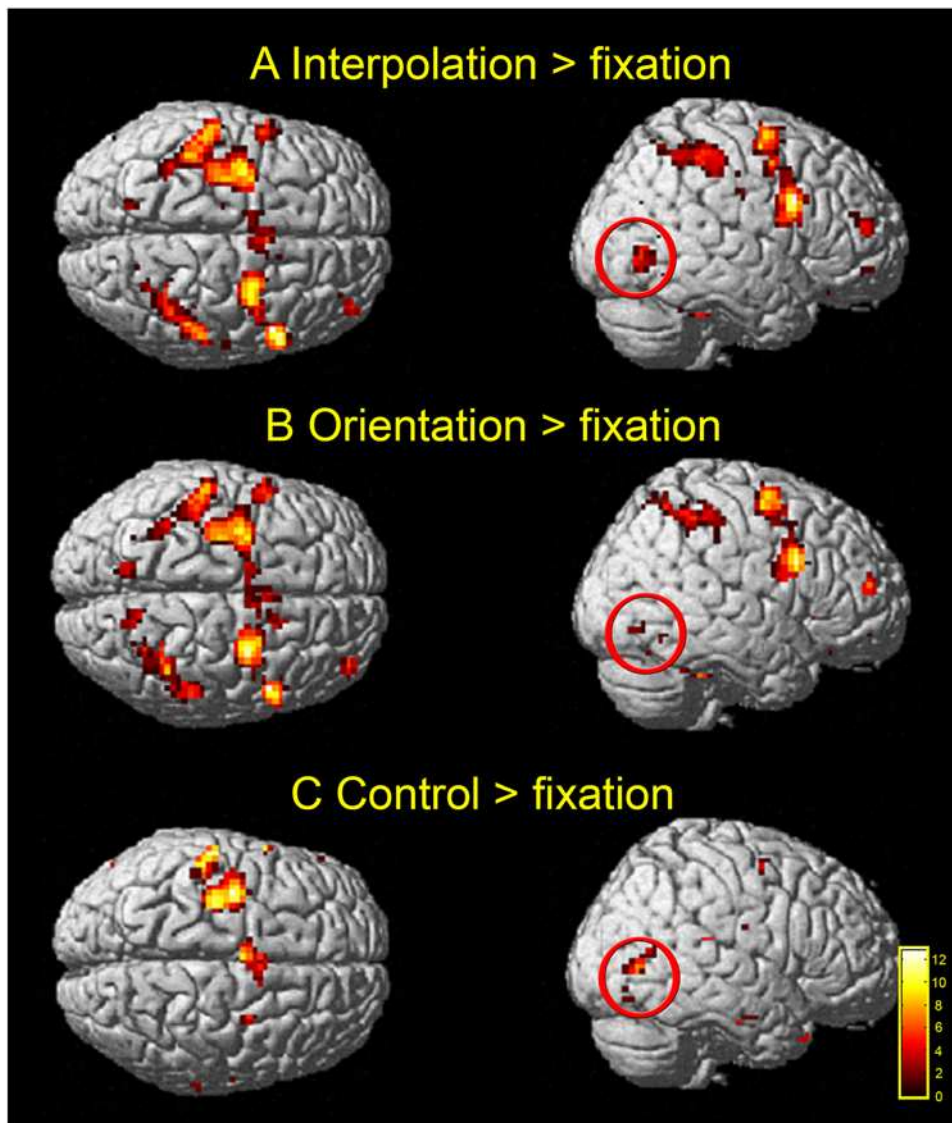 A Interpolation > fixation
B Orientation > fixation
C Control > fixation
12
10
8
6
4
2
0